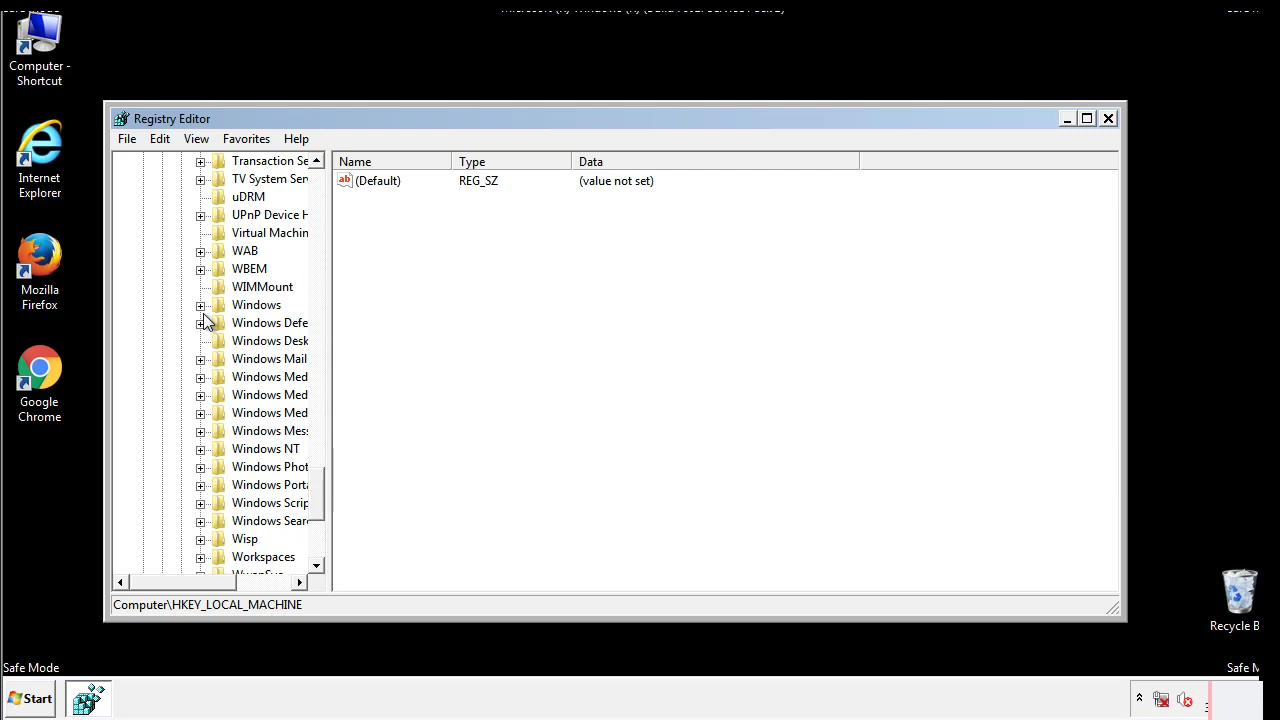 Computer -
Shortcut
Internet
Explorer
Mozilla
Firefox
Google
Chrome
Registry Editor
File Edit View Favorites Help
Transaction Se
TV System Serv
uDRM
UPnP Device H
Virtual Machin
WAB
WBEM
WIMMount
Windows
Windows Defe
Windows Desk
Windows Mail
Windows Med
Windows Med
Windows Med
Windows Mess
Windows NT
Windows Phot
Windows Porta
Windows Scrip
Windows Sear
Wisp
Workspaces
Name Type Data
(Default) REG_SZ (value not set)
Computer\HKEY_LOCAL_MACHINE
Recycle B
Safe Mode
Safe M
Start